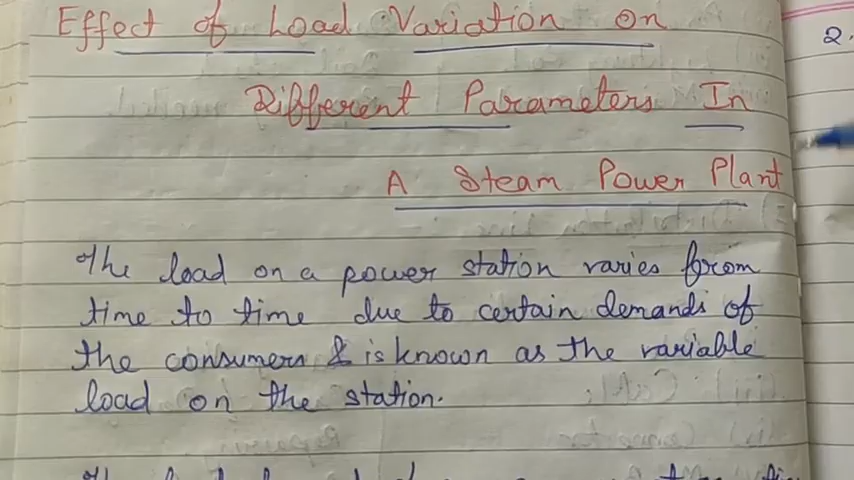 Effect of Load Variation on
Different Parameters In
A Steam Power Plant
The load on a power station varies from
time to time due to certain demands of
the consumers & is known as the variable
load on the station.
2.